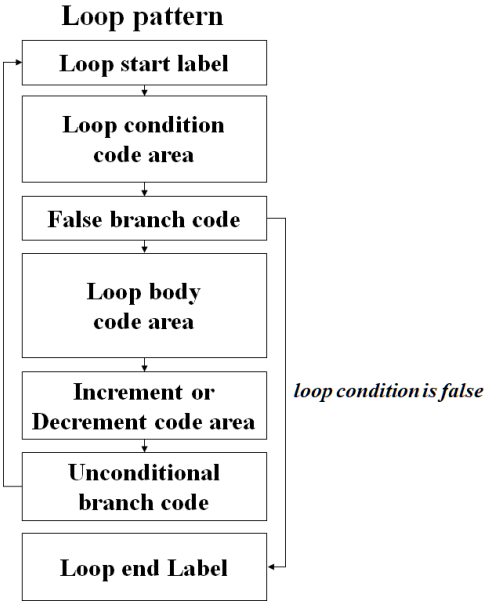 Loop pattern
Loop start label
Loop condition
code area
False branch code
Loop body
code area
Increment or
Decrement code area
loop condition is false
Unconditional
branch code
Loop end Label